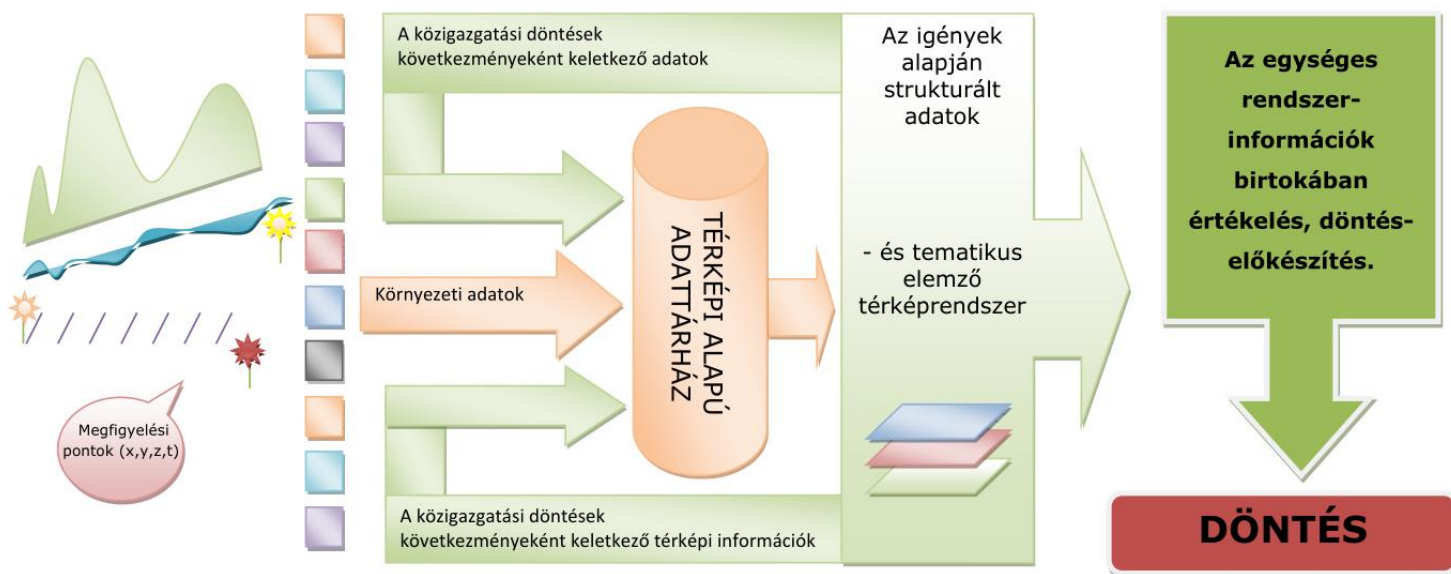 A közigazgatási döntések
következményeként keletkező adatok
Az igények
alapján
strukturált
adatok
- és tematikus
elemző
térképrendszer
Az egységes
rendszer-
információk
birtokában
értékelés, döntés-
előkészítés.
Környezeti adatok
TÉRKÉPI ALAPÚ
ADATTÁRHÁZ
Megfigyelési
pontok (x,y,z,t)
A közigazgatási döntések
következményeként keletkező térképi információk
DÖNTÉS